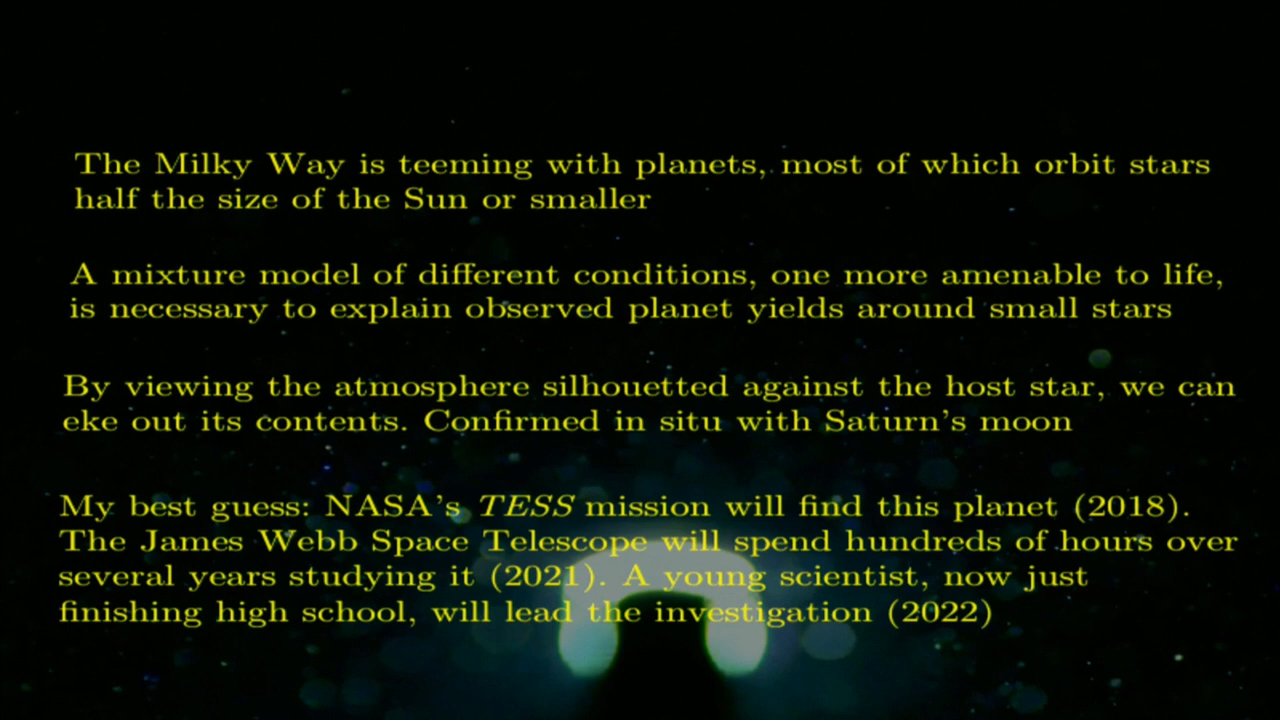 The Milky Way is teeming with planets, most of which orbit stars
half the size of the Sun or smaller
A mixture model of different conditions, one more amenable to life,
is necessary to explain observed planet yields around small stars
By viewing the atmosphere silhouetted against the host star, we can
eke out its contents. Confirmed in situ with Saturn's moon
My best guess: NASA's TESS mission will find this planet (2018).
The James Webb Space Telescope will spend hundreds of hours over
several years studying it (2021). A young scientist, now just
finishing high school, will lead the investigation (2022)